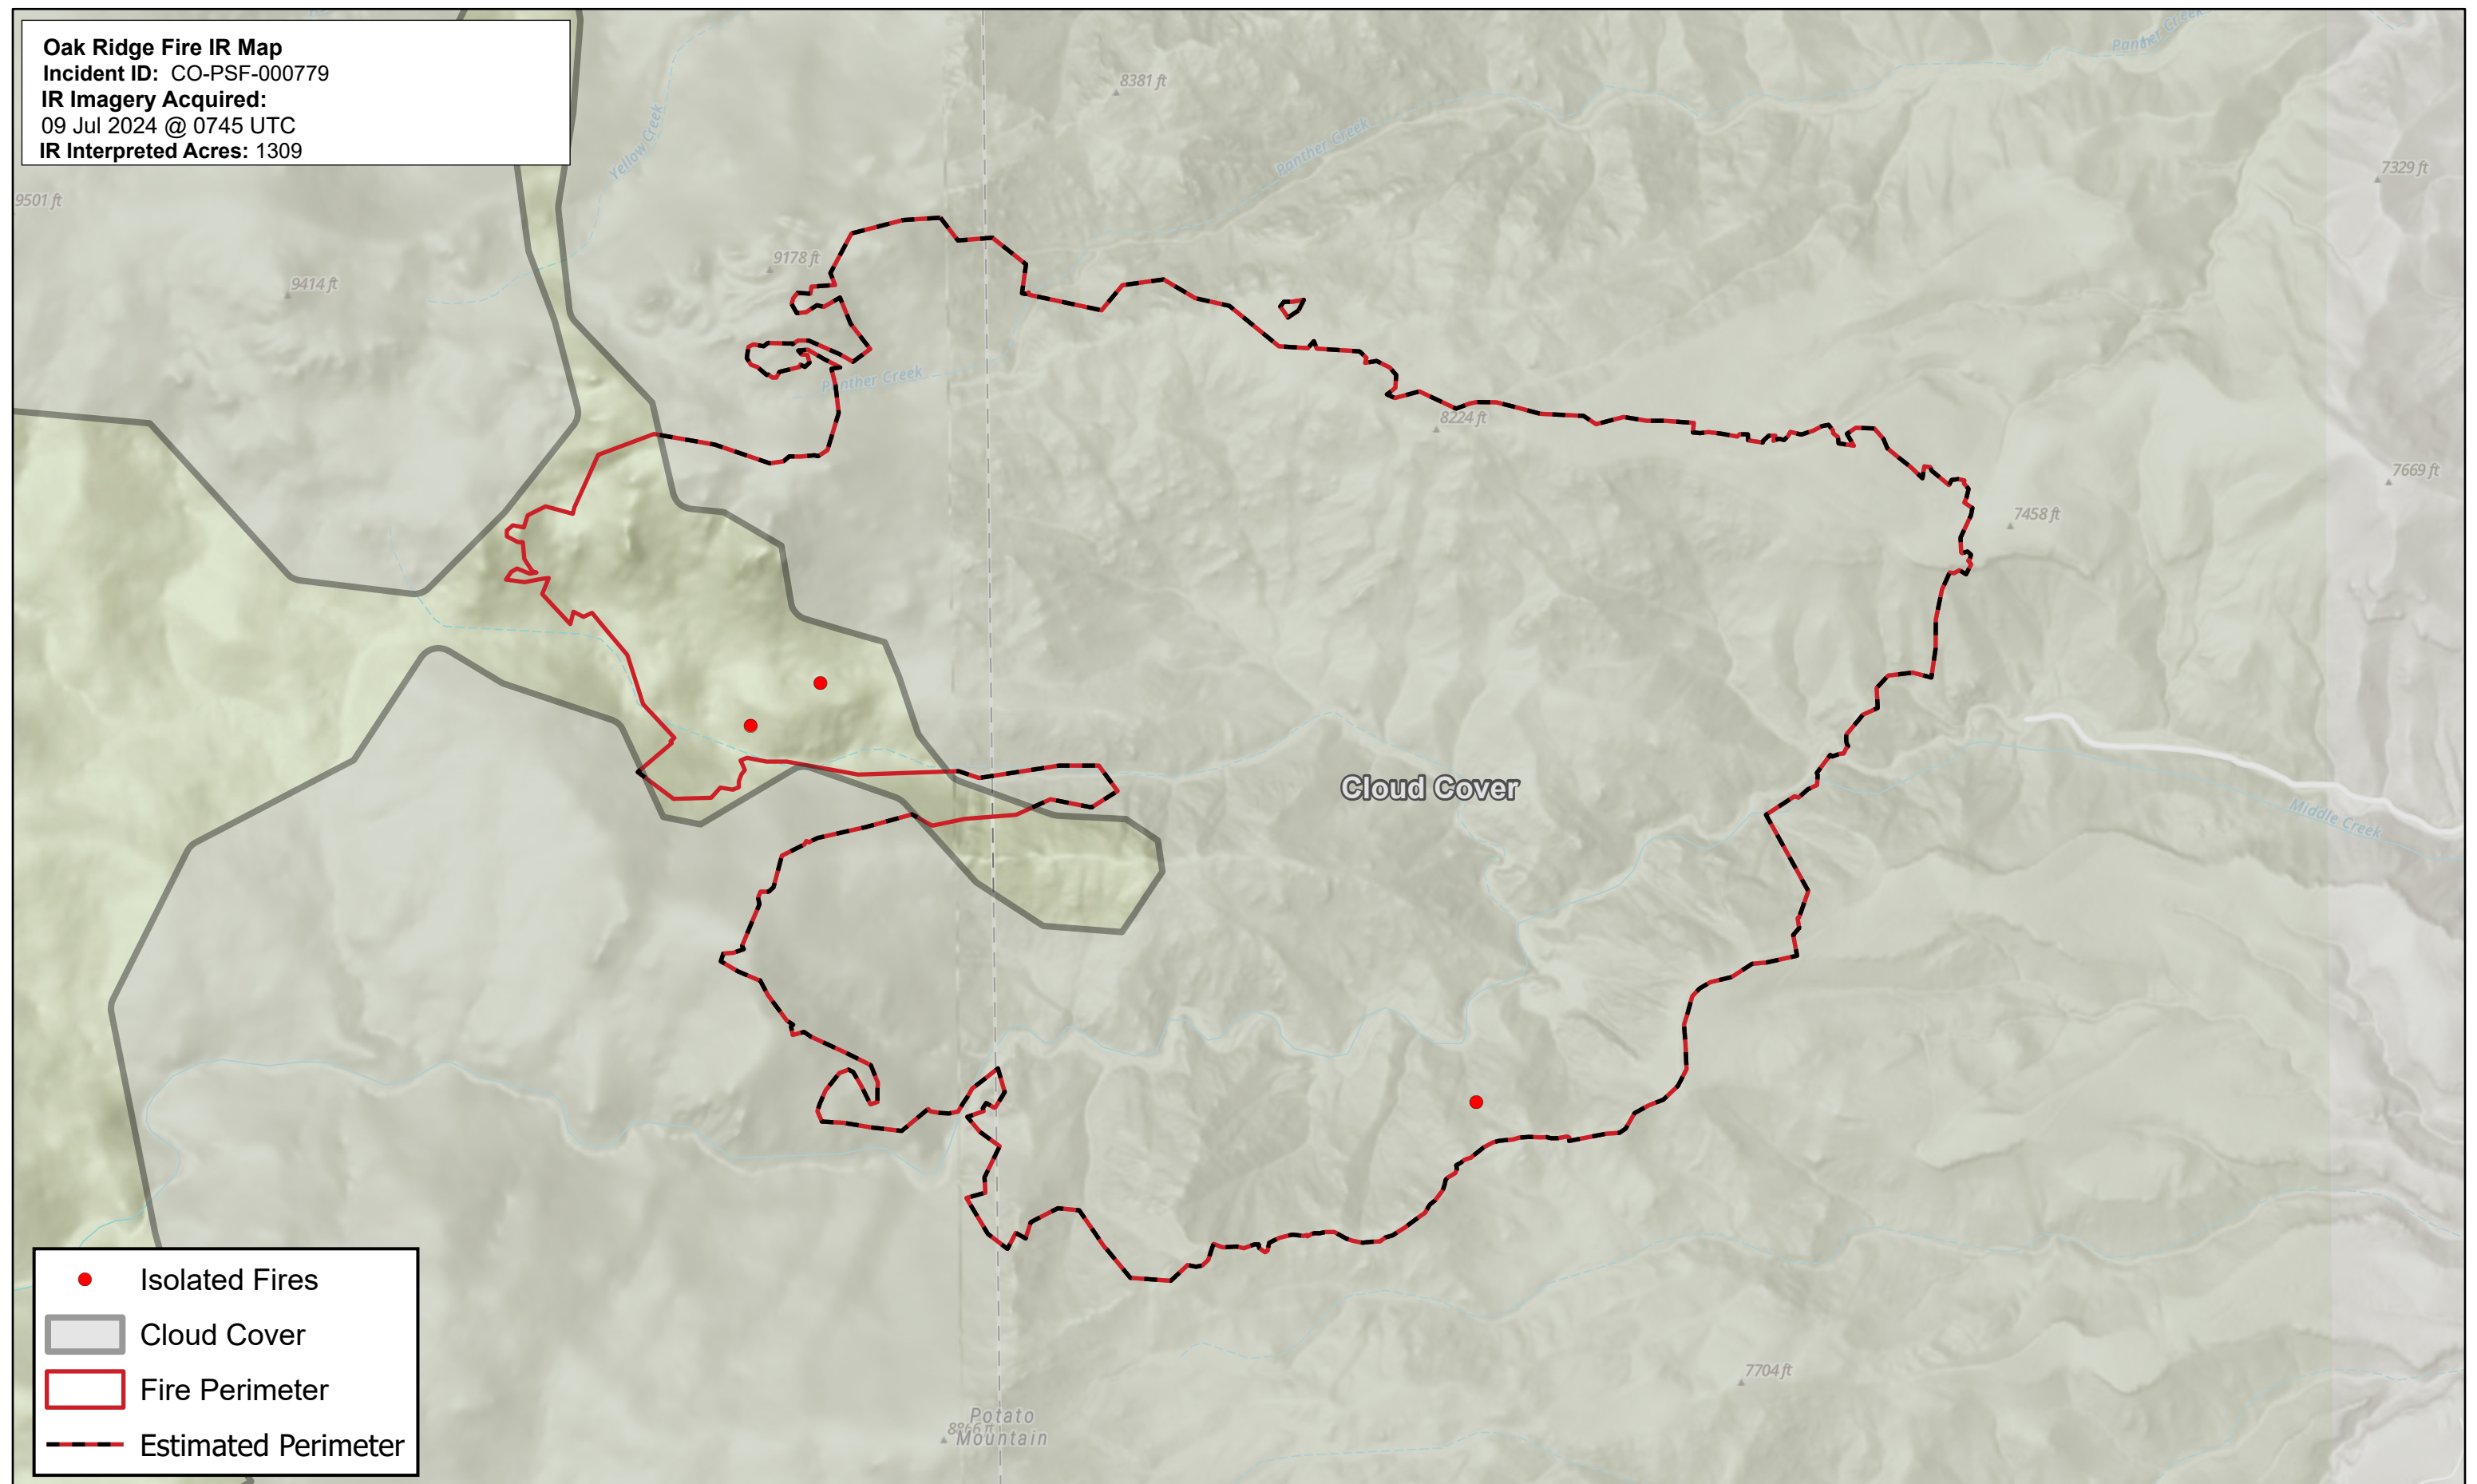 Oak Ridge Fire IR Map
Incident ID: CO-PSF-000779
IR Imagery Acquired:
09 Jul 2024 @ 0745 UTC
IR Interpreted Acres: 1309
Panther Creek
8381 ft
Yellow Creek
Panther Creek
7329 ft
9501 ft
9178 ft
9414 ft
Panther Creek
8224 ft
7669 ft
7458 ft
Cloud Cover
Middle Creek
Isolated Fires
Cloud Cover
Fire Perimeter
Estimated Perimeter
7704 ft
Potato
Mountain